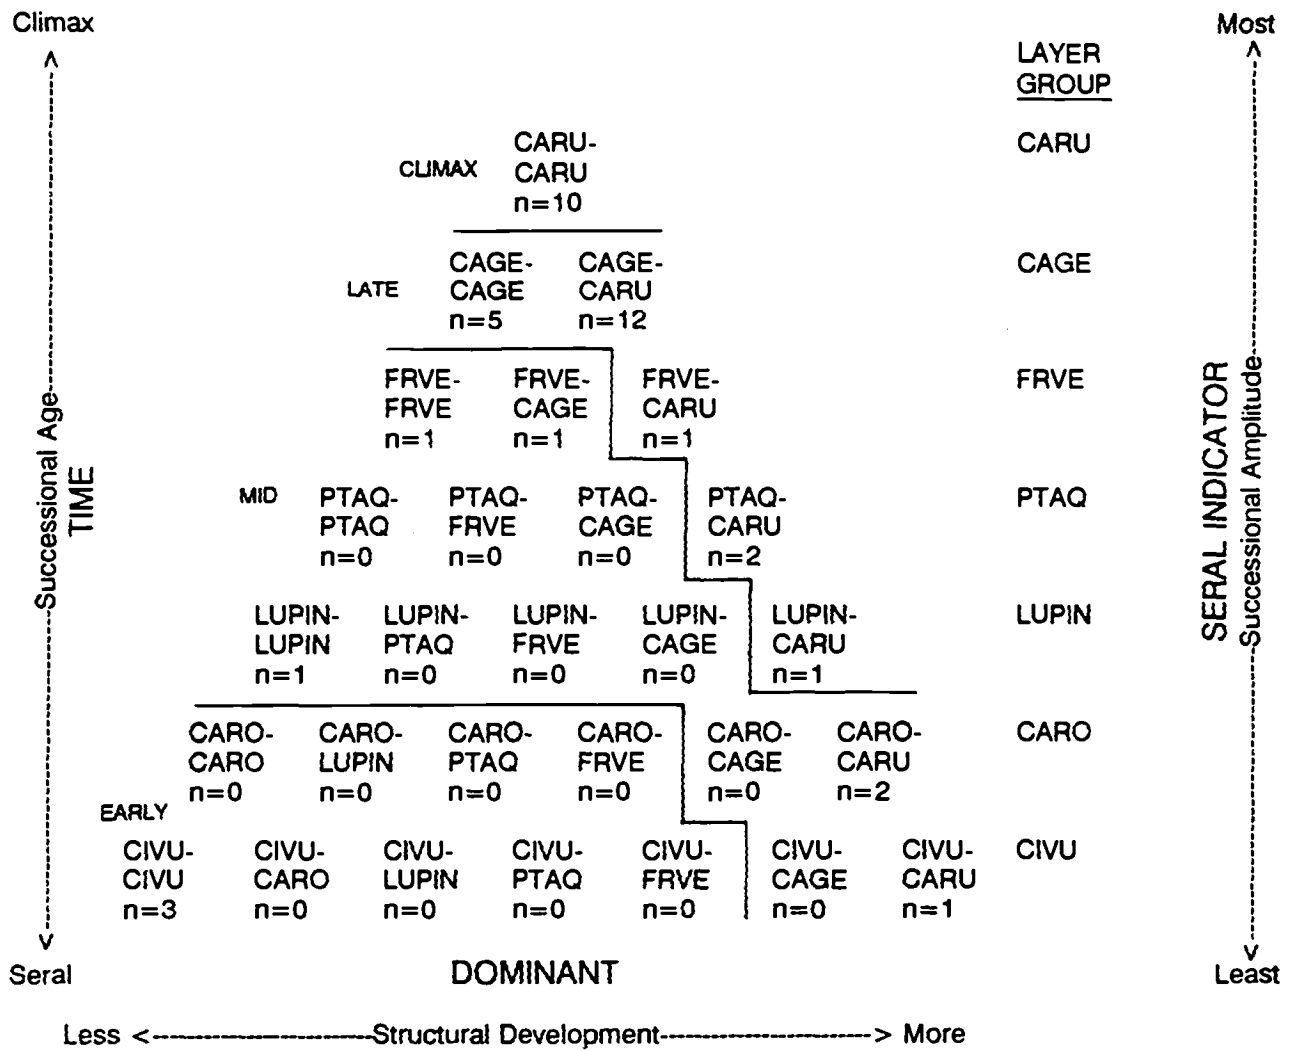 Climax
Most
LAYER
GROUP
CLIMAX
CARU-
CARU
n=10
CARU
LATE
CAGE-
CAGE
n=5
CAGE-
CARU
n=12
CAGE
FRVE-
FRVE
n=1
FRVE-
CAGE
n=1
FRVE-
CARU
n=1
FRVE
MID
PTAQ-
PTAQ
n=0
PTAQ-
FRVE
n=0
PTAQ-
CAGE
n=0
PTAQ-
CARU
n=2
PTAQ
LUPIN-
LUPIN
n=1
LUPIN-
PTAQ
n=0
LUPIN-
FRVE
n=0
LUPIN-
CAGE
n=0
LUPIN-
CARU
n=1
LUPIN
CARO-
CARO
n=0
CARO-
LUPIN
n=0
CARO-
PTAQ
n=0
CARO-
FRVE
n=0
CARO-
CAGE
n=0
CARO-
CARU
n=2
CARO
EARLY
CIVU-
CIVU
n=3
CIVU-
CARO
n=0
CIVU-
LUPIN
n=0
CIVU-
PTAQ
n=0
CIVU-
FRVE
n=0
CIVU-
CAGE
n=0
CIVU-
CARU
n=1
CIVU
Successional Age
TIME
SERAL INDICATOR
Successional Amplitude
Seral
DOMINANT
Least
Less <-----Structural Development-----> More